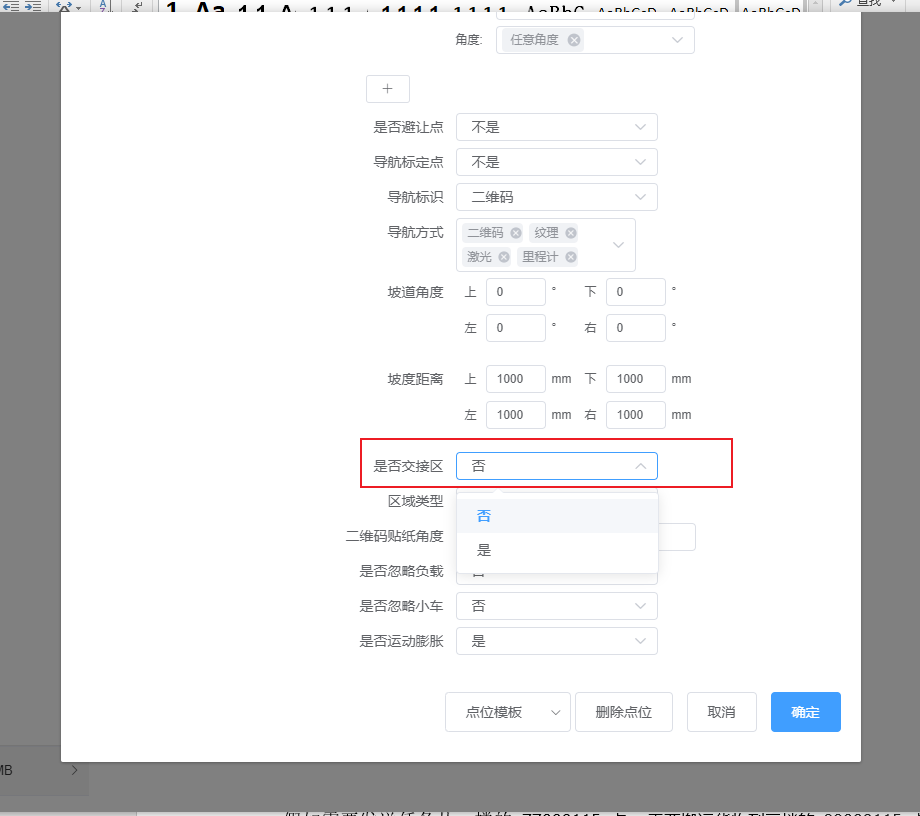 查找
角度: 任意角度
+
是否避让点 不是
导航标定点 不是
导航标识 二维码
导航方式 二维码 纹理
激光 里程计
坡道角度 上 0 ° 下 0 °
左 0 ° 右 0 °
坡度距离 上 1000 mm 下 1000 mm
左 1000 mm 右 1000 mm
是否交接区 否
区域类型
否
二维码贴纸角度
是
是否忽略负载
是否忽略小车 否
是否运动膨胀 是
点位模板 删除点位 取消 确定
MB